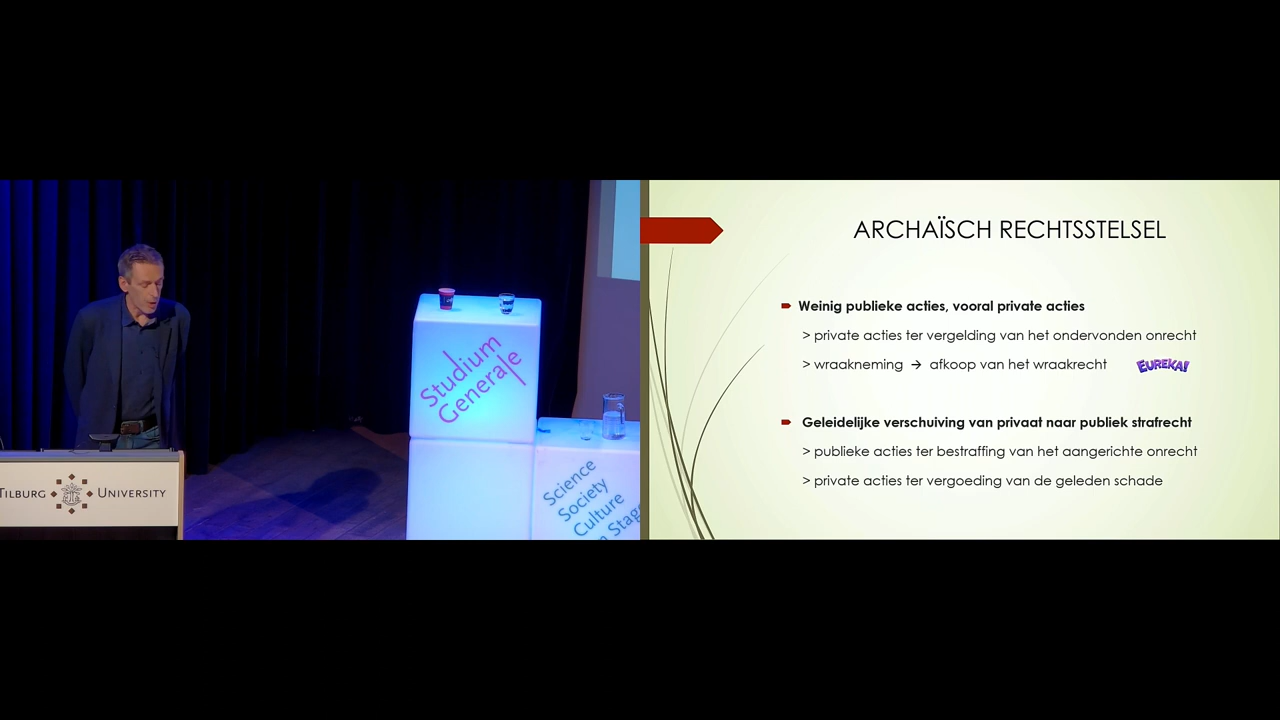 Studium
Generale
Science
Society
Culture
TILBURG UNIVERSITY
ARCHAÏSCH RECHTSSTELSEL
Weinig publieke acties, vooral private acties
> private acties ter vergelding van het ondervonden onrecht
> wraakneming → afkoop van het wraakrecht EUREKA!
Geleidelijke verschuiving van privaat naar publiek strafrecht
> publieke acties ter bestraffing van het aangerichte onrecht
> private acties ter vergoeding van de geleden schade